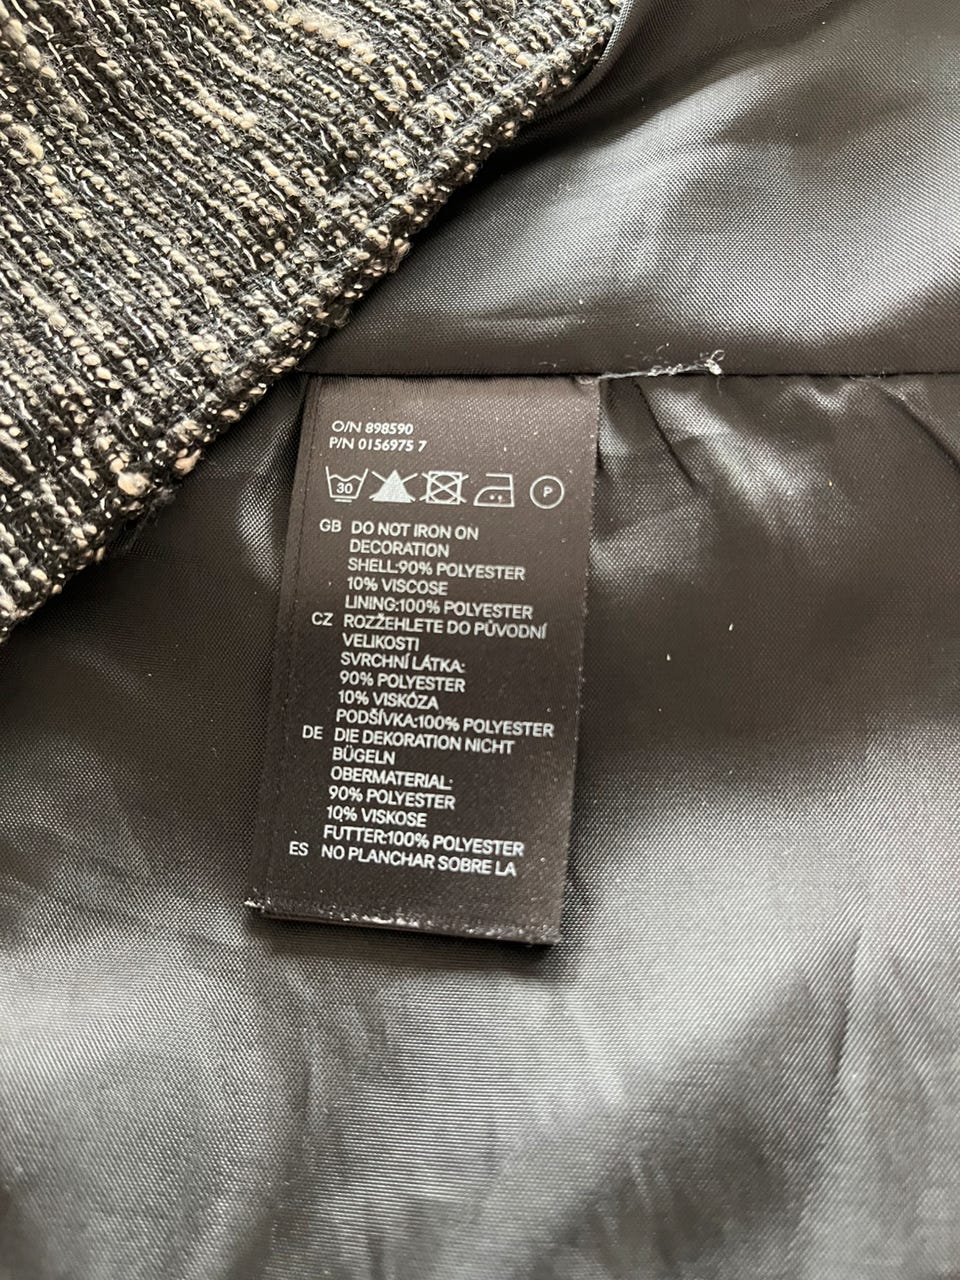 O/N 898590
P/N 0156975 7
30 P
GB DO NOT IRON ON
DECORATION
SHELL:90% POLYESTER
10% VISCOSE
LINING:100% POLYESTER
CZ ROZŽEHLETE DO PŮVODNÍ
VELIKOSTI
SVRCHNÍ LÁTKA:
90% POLYESTER
10% VISKÓZA
PODŠÍVKA:100% POLYESTER
DE DIE DEKORATION NICHT
BÜGELN
OBERMATERIAL:
90% POLYESTER
10% VISKOSE
FUTTER:100% POLYESTER
ES NO PLANCHAR SOBRE LA